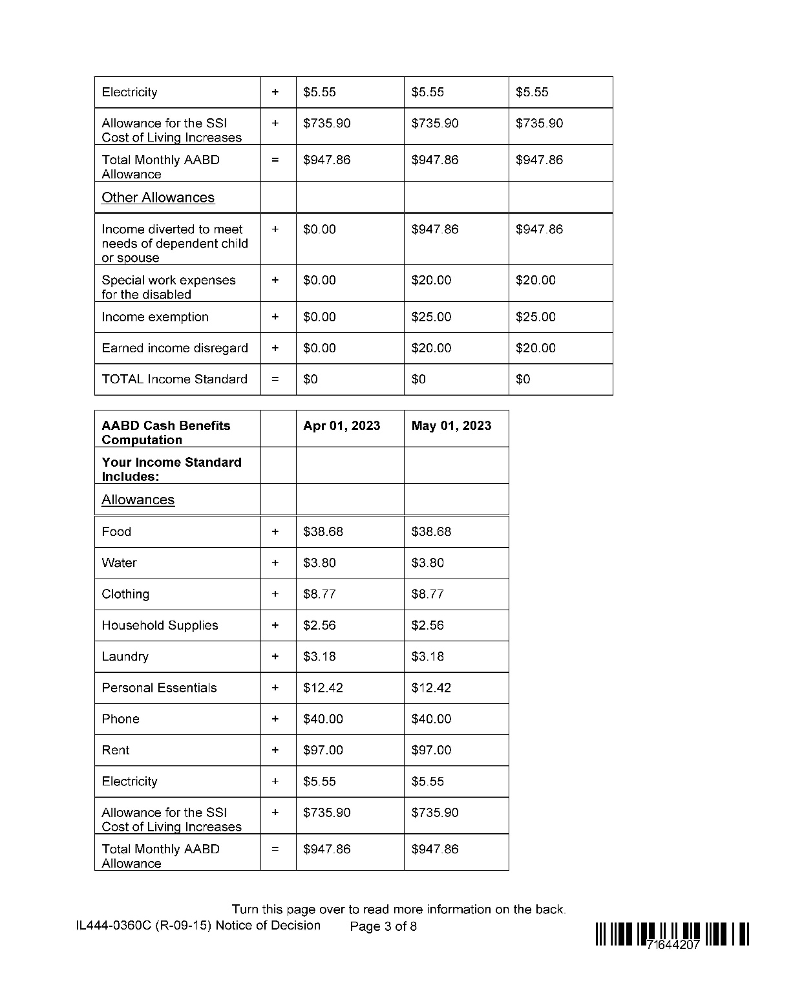 Electricity + $5.55 $5.55 $5.55
Allowance for the SSI + $735.90 $735.90 $735.90
Cost of Living Increases
Total Monthly AABD = $947.86 $947.86 $947.86
Allowance
Other Allowances
Income diverted to meet + $0.00 $947.86 $947.86
needs of dependent child
or spouse
Special work expenses + $0.00 $20.00 $20.00
for the disabled
Income exemption + $0.00 $25.00 $25.00
Earned income disregard + $0.00 $20.00 $20.00
TOTAL Income Standard = $0 $0 $0
AABD Cash Benefits Apr 01, 2023 May 01, 2023
Computation
Your Income Standard
Includes:
Allowances
Food + $38.68 $38.68
Water + $3.80 $3.80
Clothing + $8.77 $8.77
Household Supplies + $2.56 $2.56
Laundry + $3.18 $3.18
Personal Essentials + $12.42 $12.42
Phone + $40.00 $40.00
Rent + $97.00 $97.00
Electricity + $5.55 $5.55
Allowance for the SSI + $735.90 $735.90
Cost of Living Increases
Total Monthly AABD = $947.86 $947.86
Allowance
Turn this page over to read more information on the back.
IL444-0360C (R-09-15) Notice of Decision Page 3 of 8
71644207